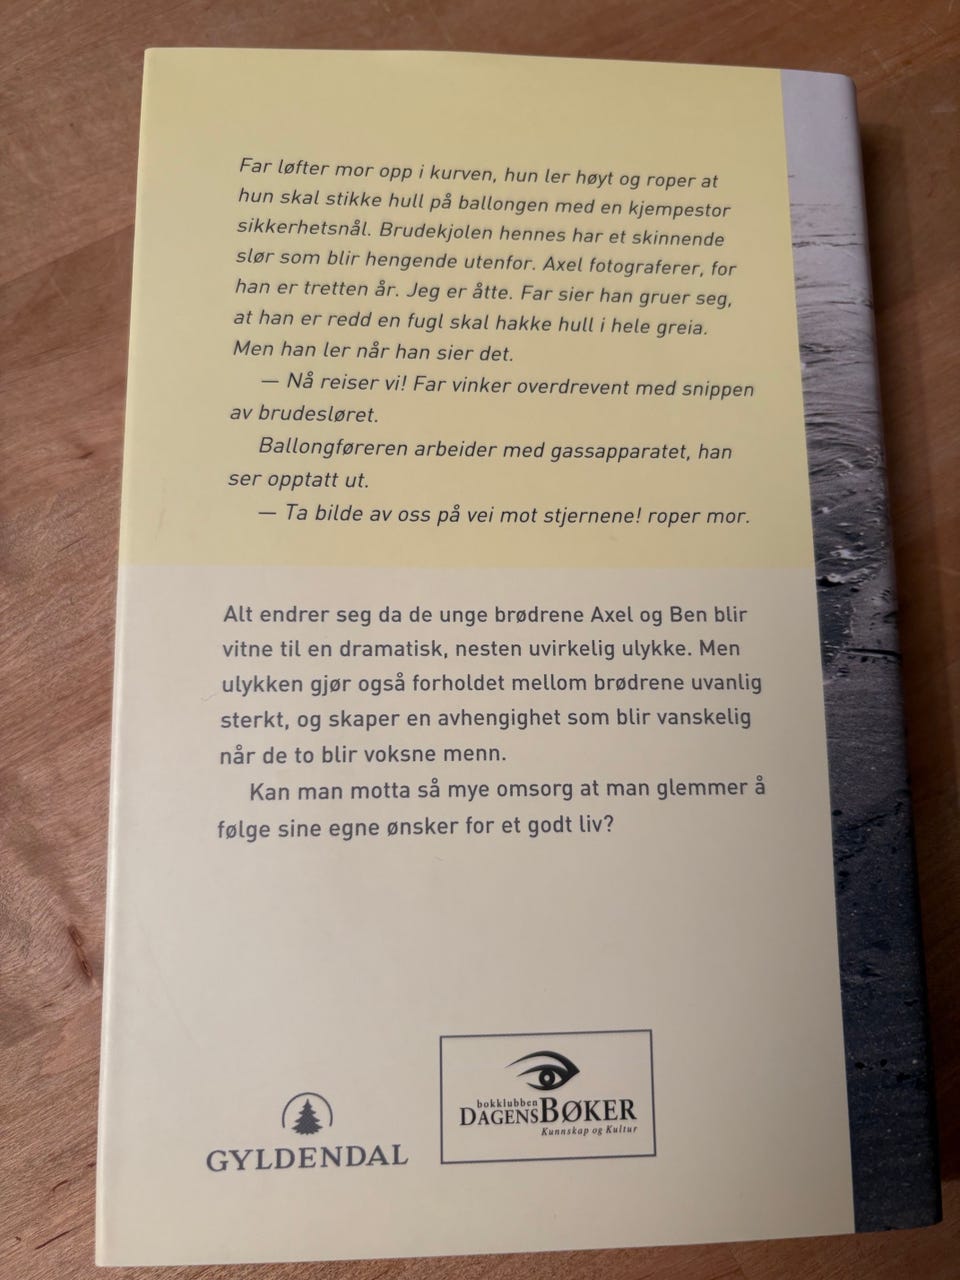 Far løfter mor opp i kurven, hun ler høyt og roper at
hun skal stikke hull på ballongen med en kjempestor
sikkerhetsnål. Brudekjolen hennes har et skinnende
slør som blir hengende utenfor. Axel fotograferer, for
han er tretten år. Jeg er åtte. Far sier han gruer seg,
at han er redd en fugl skal hakke hull i hele greia.
Men han ler når han sier det.
— Nå reiser vi! Far vinker overdrevent med snippen
av brudesløret.
Ballongføreren arbeider med gassapparatet, han
ser opptatt ut.
— Ta bilde av oss på vei mot stjernene! roper mor.
Alt endrer seg da de unge brødrene Axel og Ben blir
vitne til en dramatisk, nesten uvirkelig ulykke. Men
ulykken gjør også forholdet mellom brødrene uvanlig
sterkt, og skaper en avhengighet som blir vanskelig
når de to blir voksne menn.
Kan man motta så mye omsorg at man glemmer å
følge sine egne ønsker for et godt liv?
GYLDENDAL
bokklubben
DAGENSBØKER
Kunnskap og Kultur